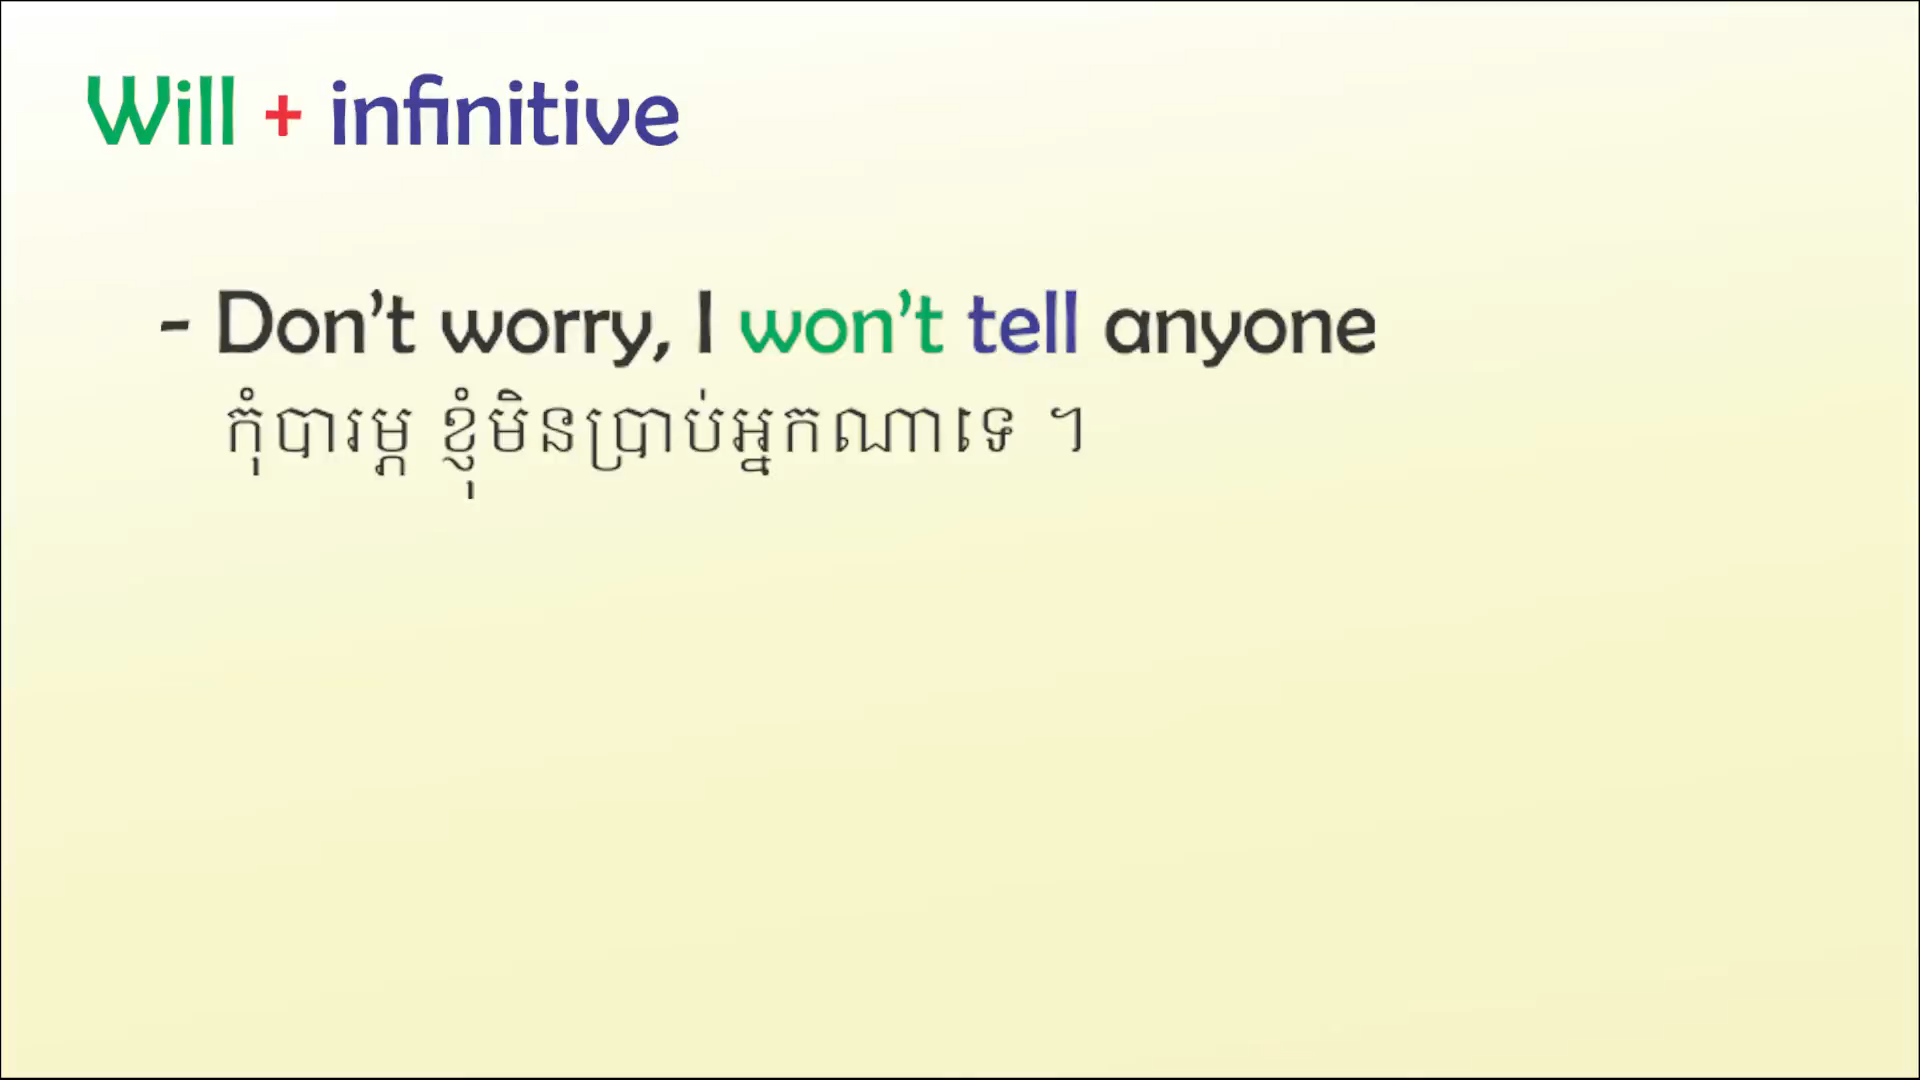 Will + infinitive
- Don’t worry, I won’t tell anyone
កុំបារម្ភ ខ្ញុំមិនប្រាប់អ្នកណាទេ ។